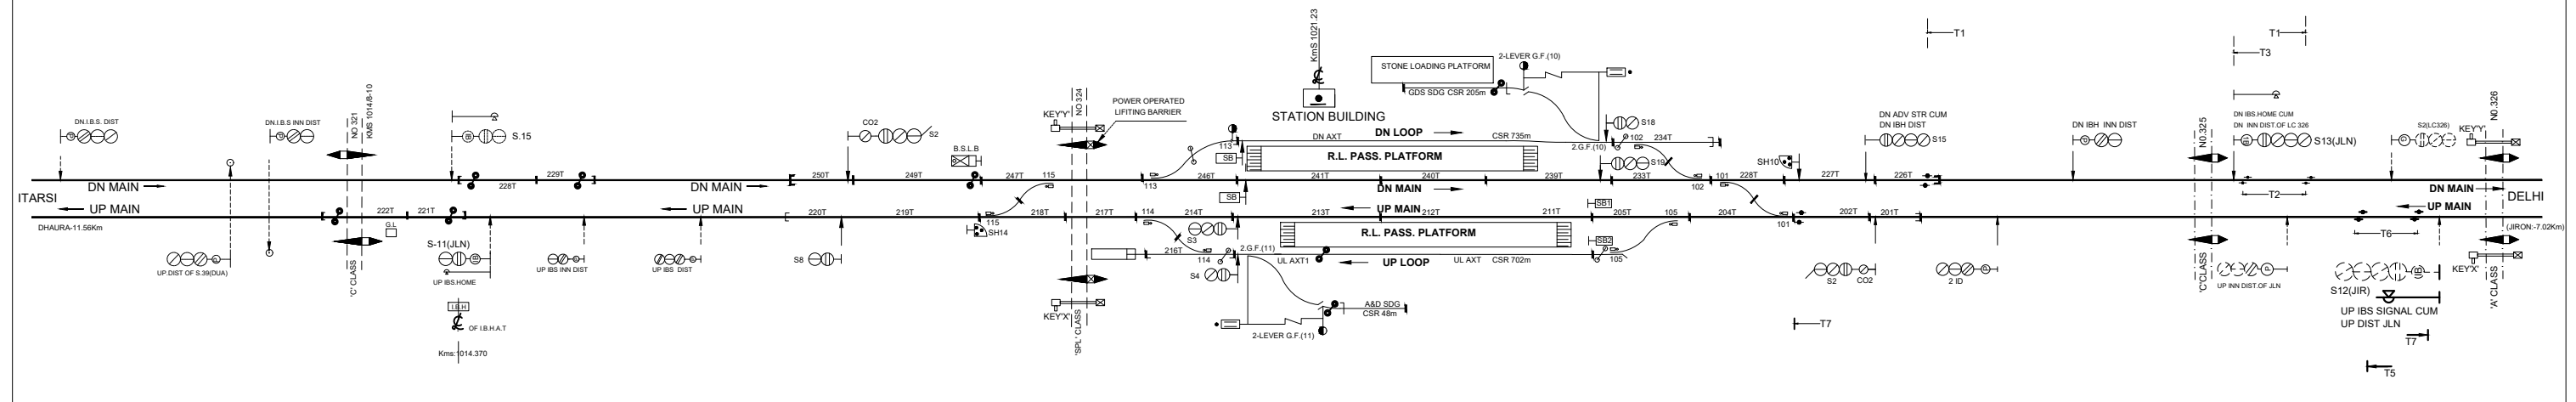 T1
T1
T3
KmS 1021.23
STONE LOADING PLATFORM
2-LEVER G.F.(10)
GDS SDG CSR 205m
DN.I.B.S. DIST
DN.I.B.S INN DIST
NO 321
KMS 1014/8-10
S.15
CO2
S2
B.S.L.B
KEY'Y'
NO 324
POWER OPERATED
LIFITING BARRIER
STATION BUILDING
DN AXT
DN LOOP
CSR 735m
S18
2.G.F.(10)
102
234T
113
SB
R.L. PASS. PLATFORM
S19
SH10
DN ADV STR CUM
DN IBH DIST
S15
DN IBH INN DIST
NO.325
DN IBS.HOME CUM
DN INN DIST.OF LC 326
S13(JLN)
S2(LC326)
KEY'Y'
NO.326
ITARSI
DN MAIN
228T
229T
DN MAIN
250T
249T
247T
115
113
246T
241T
240T
239T
233T
102
101
228T
227T
226T
T2
DN MAIN
DELHI
UP MAIN
DHAURA-11.56Km
222T
221T
G.L
UP MAIN
220T
219T
115
218T
217T
114
214T
SB
DN MAIN
UP MAIN
213T
212T
211T
SB1
205T
105
204T
101
202T
201T
UP MAIN
T6
(JIRON:-7.02Km)
UP.DIST OF S.39(DUA)
'C' CLASS
S-11(JLN)
UP IBS.HOME
UP IBS INN DIST
UP IBS DIST
S8
SH14
216T
S3
114
S4
2.G.F.(11)
R.L. PASS. PLATFORM
UL AXT1
UP LOOP
UL AXT
CSR 702m
SB2
105
S2
CO2
2 ID
'C'CLASS
UP INN DIST.OF JLN
S12(JIR)
KEY'X'
'A' CLASS
I.B.H
OF I.B.H.A.T
Kms:1014.370
KEY'X'
'SPL' CLASS
A&D SDG
CSR 48m
2-LEVER G.F.(11)
T7
UP IBS SIGNAL CUM
UP DIST JLN
T7
T5